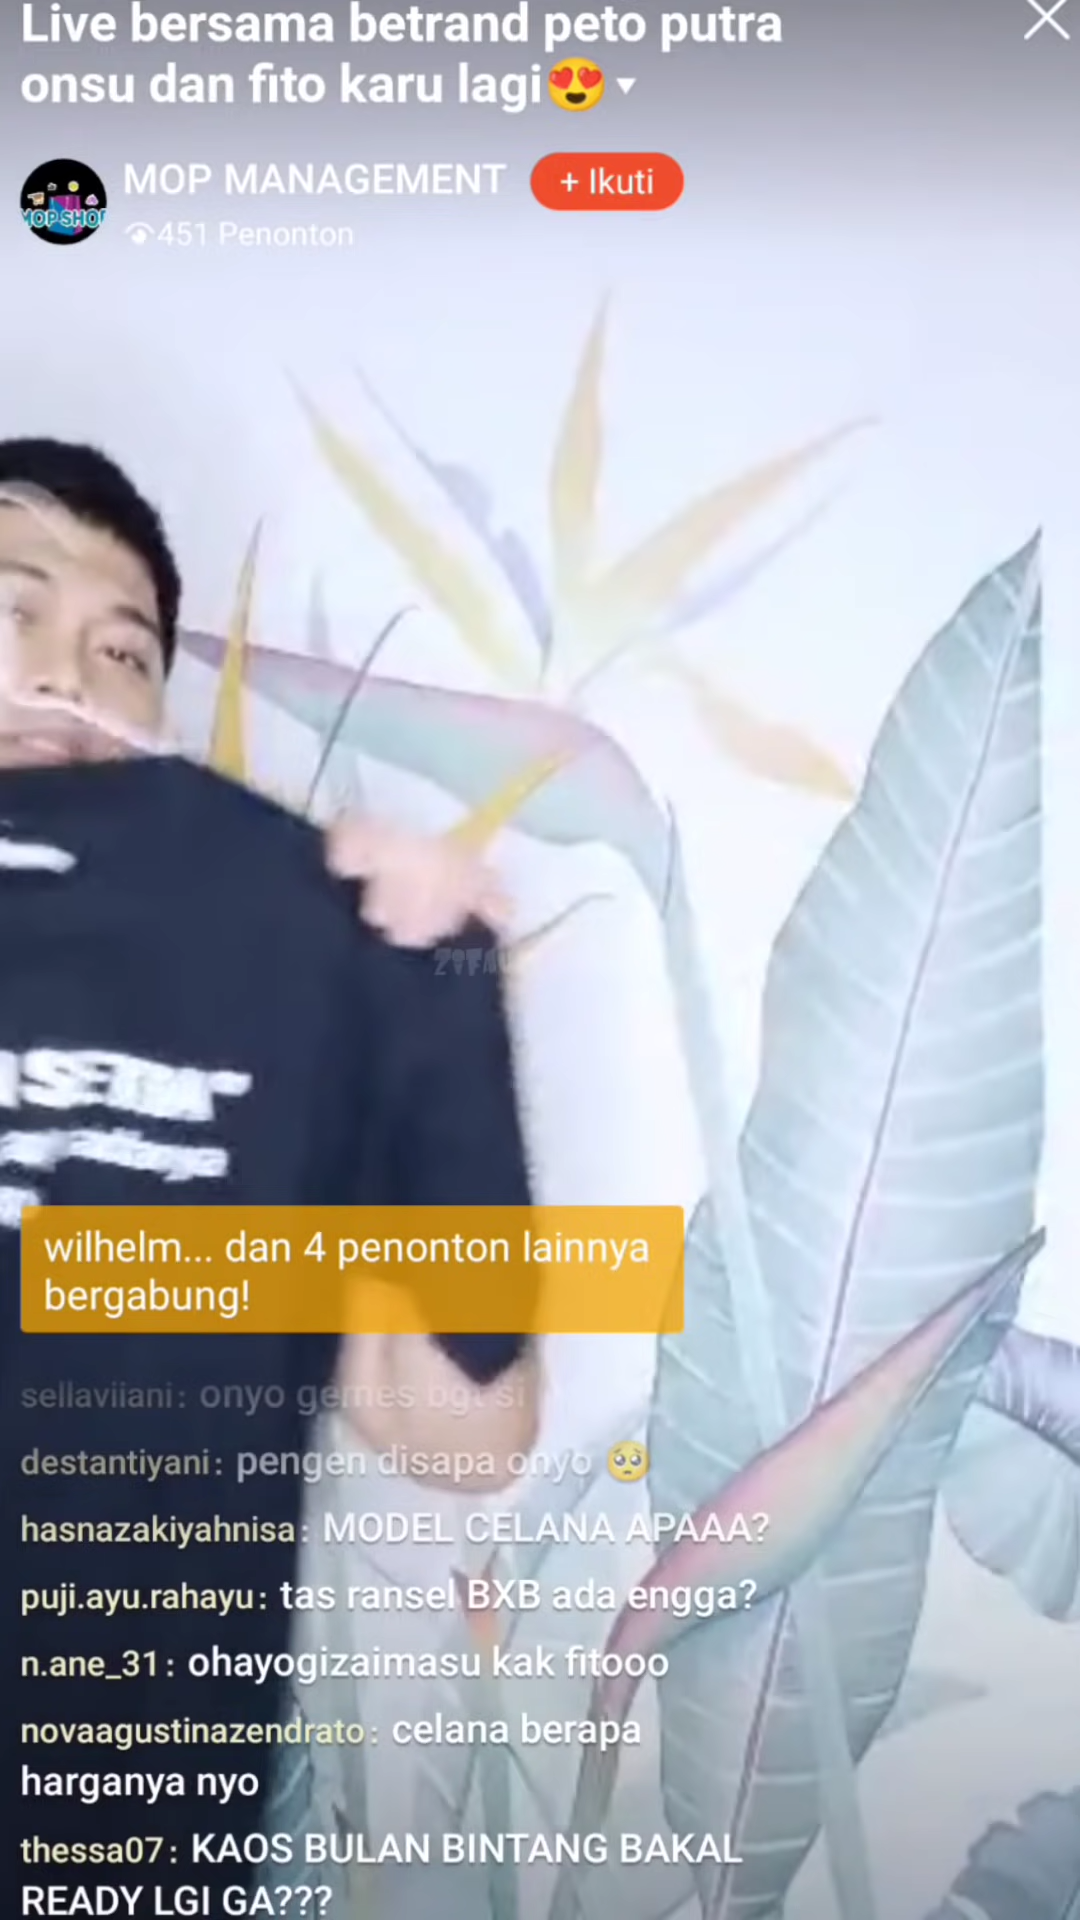 Live bersama betrand peto putra
onsu dan fito karu lagi😍▾
MOP MANAGEMENT
+ Ikuti
MOP SHOP
451 Penonton
wilhelm... dan 4 penonton lainnya
bergabung!
sellaviiani: onyo gemes bgt si
destantiyani: pengen disapa onyo 🥺
hasnazakiyahnisa: MODEL CELANA APAAA?
puji.ayu.rahayu: tas ransel BXB ada engga?
n.ane_31: ohayogizaimasu kak fitooo
novaagustinazendrato: celana berapa
harganya nyo
thessa07: KAOS BULAN BINTANG BAKAL
READY LGI GA???